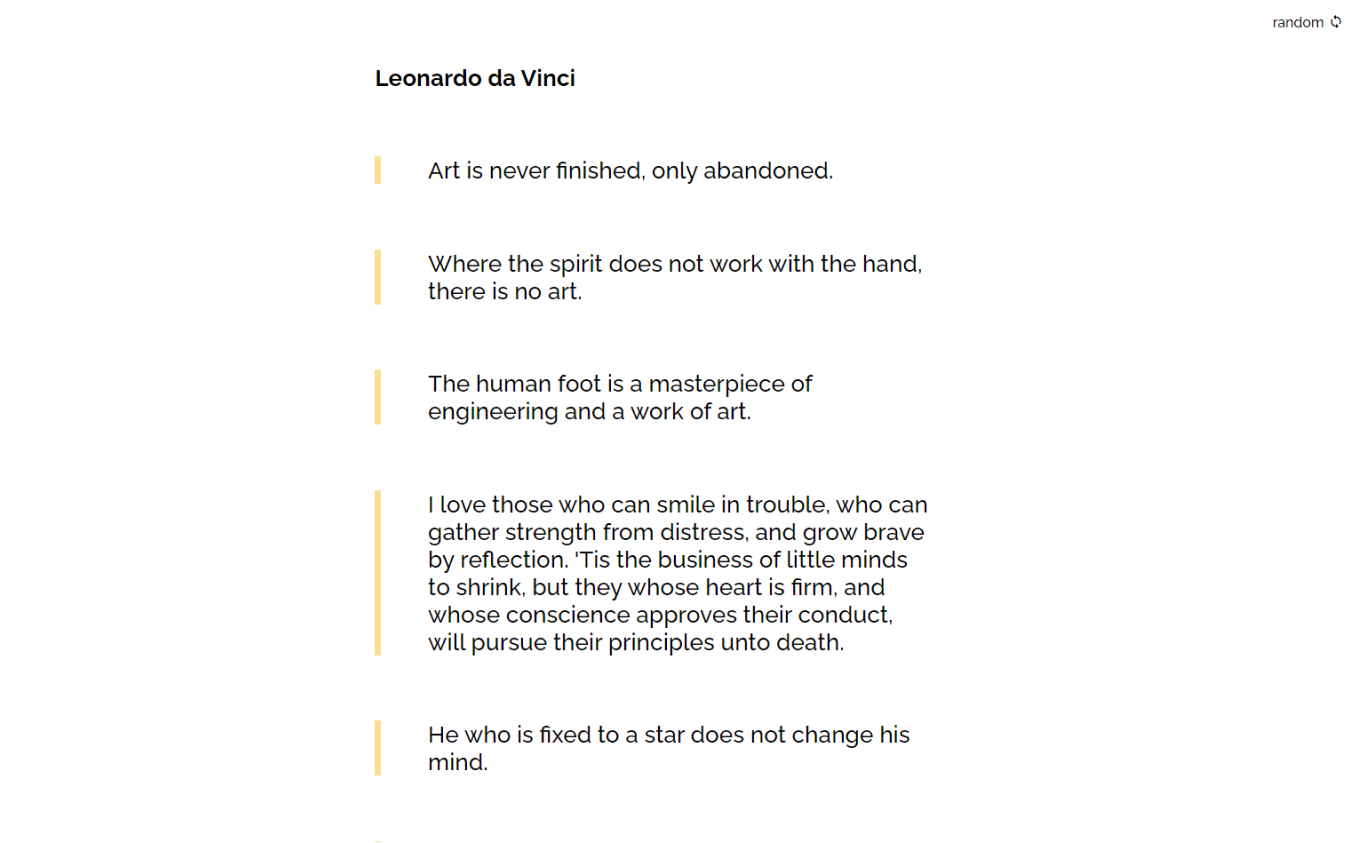 random
Leonardo da Vinci
Art is never finished, only abandoned.
Where the spirit does not work with the hand,
there is no art.
The human foot is a masterpiece of
engineering and a work of art.
I love those who can smile in trouble, who can
gather strength from distress, and grow brave
by reflection. 'Tis the business of little minds
to shrink, but they whose heart is firm, and
whose conscience approves their conduct,
will pursue their principles unto death.
He who is fixed to a star does not change his
mind.